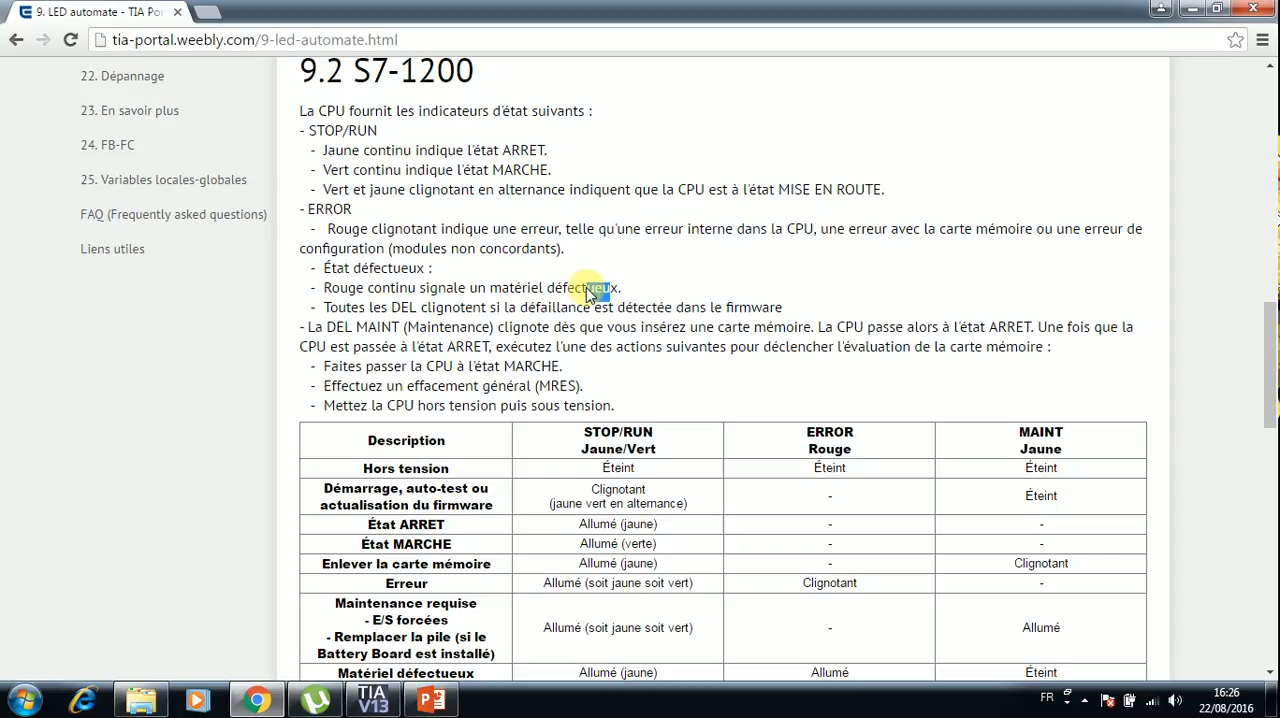 9. LED automate - TIA Por
tia-portal.weebly.com/9-led-automate.html
22. Dépannage
23. En savoir plus
24. FB-FC
25. Variables locales-globales
FAQ (Frequently asked questions)
Liens utiles
9.2 S7-1200
La CPU fournit les indicateurs d'état suivants :
- STOP/RUN
- Jaune continu indique l'état ARRET.
- Vert continu indique l'état MARCHE.
- Vert et jaune clignotant en alternance indiquent que la CPU est à l'état MISE EN ROUTE.
- ERROR
- Rouge clignotant indique une erreur, telle qu'une erreur interne dans la CPU, une erreur avec la carte mémoire ou une erreur de
configuration (modules non concordants).
- État défectueux :
- Rouge continu signale un matériel défectueux.
- Toutes les DEL clignotent si la défaillance est détectée dans le firmware
- La DEL MAINT (Maintenance) clignote dès que vous insérez une carte mémoire. La CPU passe alors à l'état ARRET. Une fois que la
CPU est passée à l'état ARRET, exécutez l'une des actions suivantes pour déclencher l'évaluation de la carte mémoire :
- Faites passer la CPU à l'état MARCHE.
- Effectuez un effacement général (MRES).
- Mettez la CPU hors tension puis sous tension.
Description STOP/RUN ERROR MAINT
Jaune/Vert Rouge Jaune
Hors tension Éteint Éteint Éteint
Démarrage, auto-test ou Clignotant - Éteint
actualisation du firmware (jaune vert en alternance)
État ARRET Allumé (jaune) - -
État MARCHE Allumé (verte) - -
Enlever la carte mémoire Allumé (jaune) - Clignotant
Erreur Allumé (soit jaune soit vert) Clignotant -
Maintenance requise
- E/S forcées Allumé (soit jaune soit vert) - Allumé
- Remplacer la pile (si le
Battery Board est installé)
Matériel défectueux Allumé (jaune) Allumé Éteint
TIA
V13
FR
16:26
22/08/2016